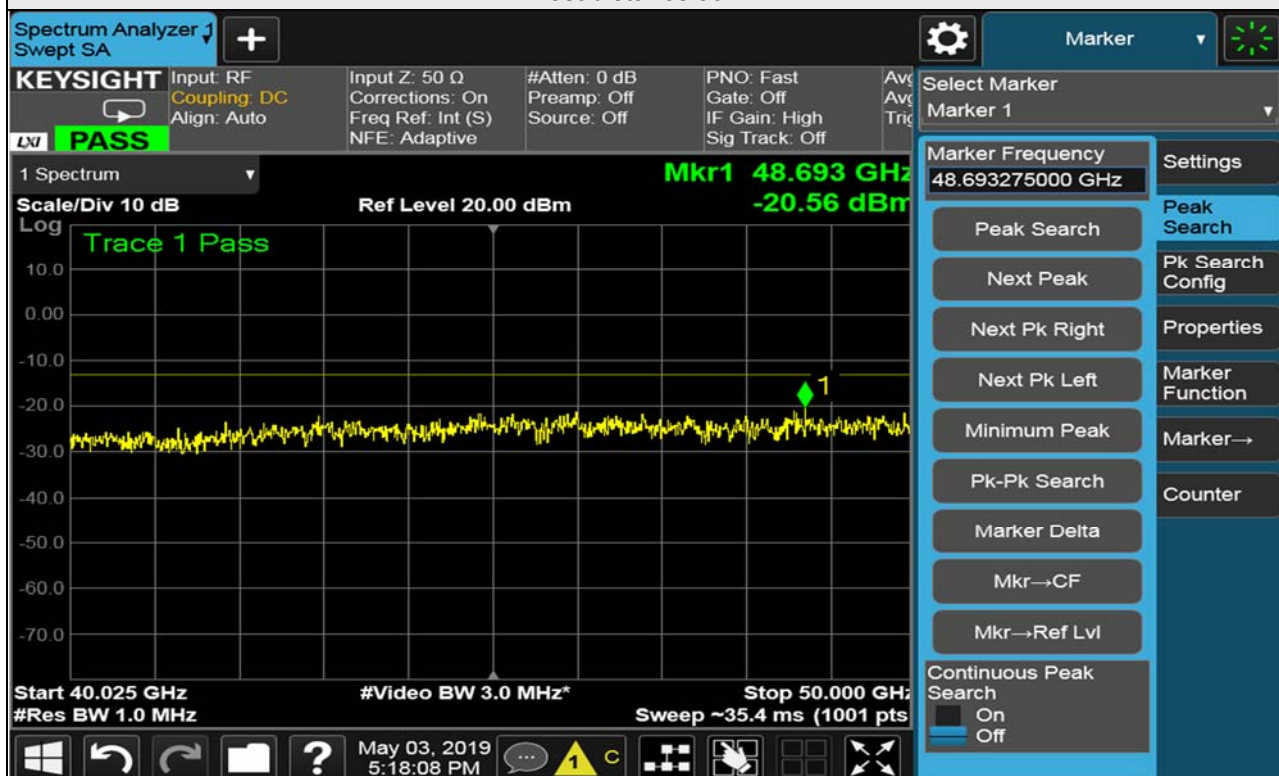 Spectrum Analyzer 1
Swept SA
+
Marker
KEYSIGHT
LXI PASS
Input: RF
Coupling: DC
Align: Auto
Input Z: 50 Ω
Corrections: On
Freq Ref: Int (S)
NFE: Adaptive
#Atten: 0 dB
Preamp: Off
Source: Off
PNO: Fast
Gate: Off
IF Gain: High
Sig Track: Off
Avg
Avg
Trig
Select Marker
Marker 1
1 Spectrum
Mkr1 48.693 GHz
-20.56 dBm
Scale/Div 10 dB
Ref Level 20.00 dBm
Log
Trace 1 Pass
10.0
0.00
-10.0
-20.0
-30.0
-40.0
-50.0
-60.0
-70.0
1
Start 40.025 GHz
#Video BW 3.0 MHz*
Stop 50.000 GHz
#Res BW 1.0 MHz
Sweep ~35.4 ms (1001 pts
Marker Frequency
48.693275000 GHz
Peak Search
Next Peak
Next Pk Right
Next Pk Left
Minimum Peak
Pk-Pk Search
Marker Delta
Mkr→CF
Mkr→Ref Lvl
Continuous Peak
Search
On
Off
Settings
Peak
Search
Pk Search
Config
Properties
Marker
Function
Marker→
Counter
?
May 03, 2019
5:18:08 PM
1
C